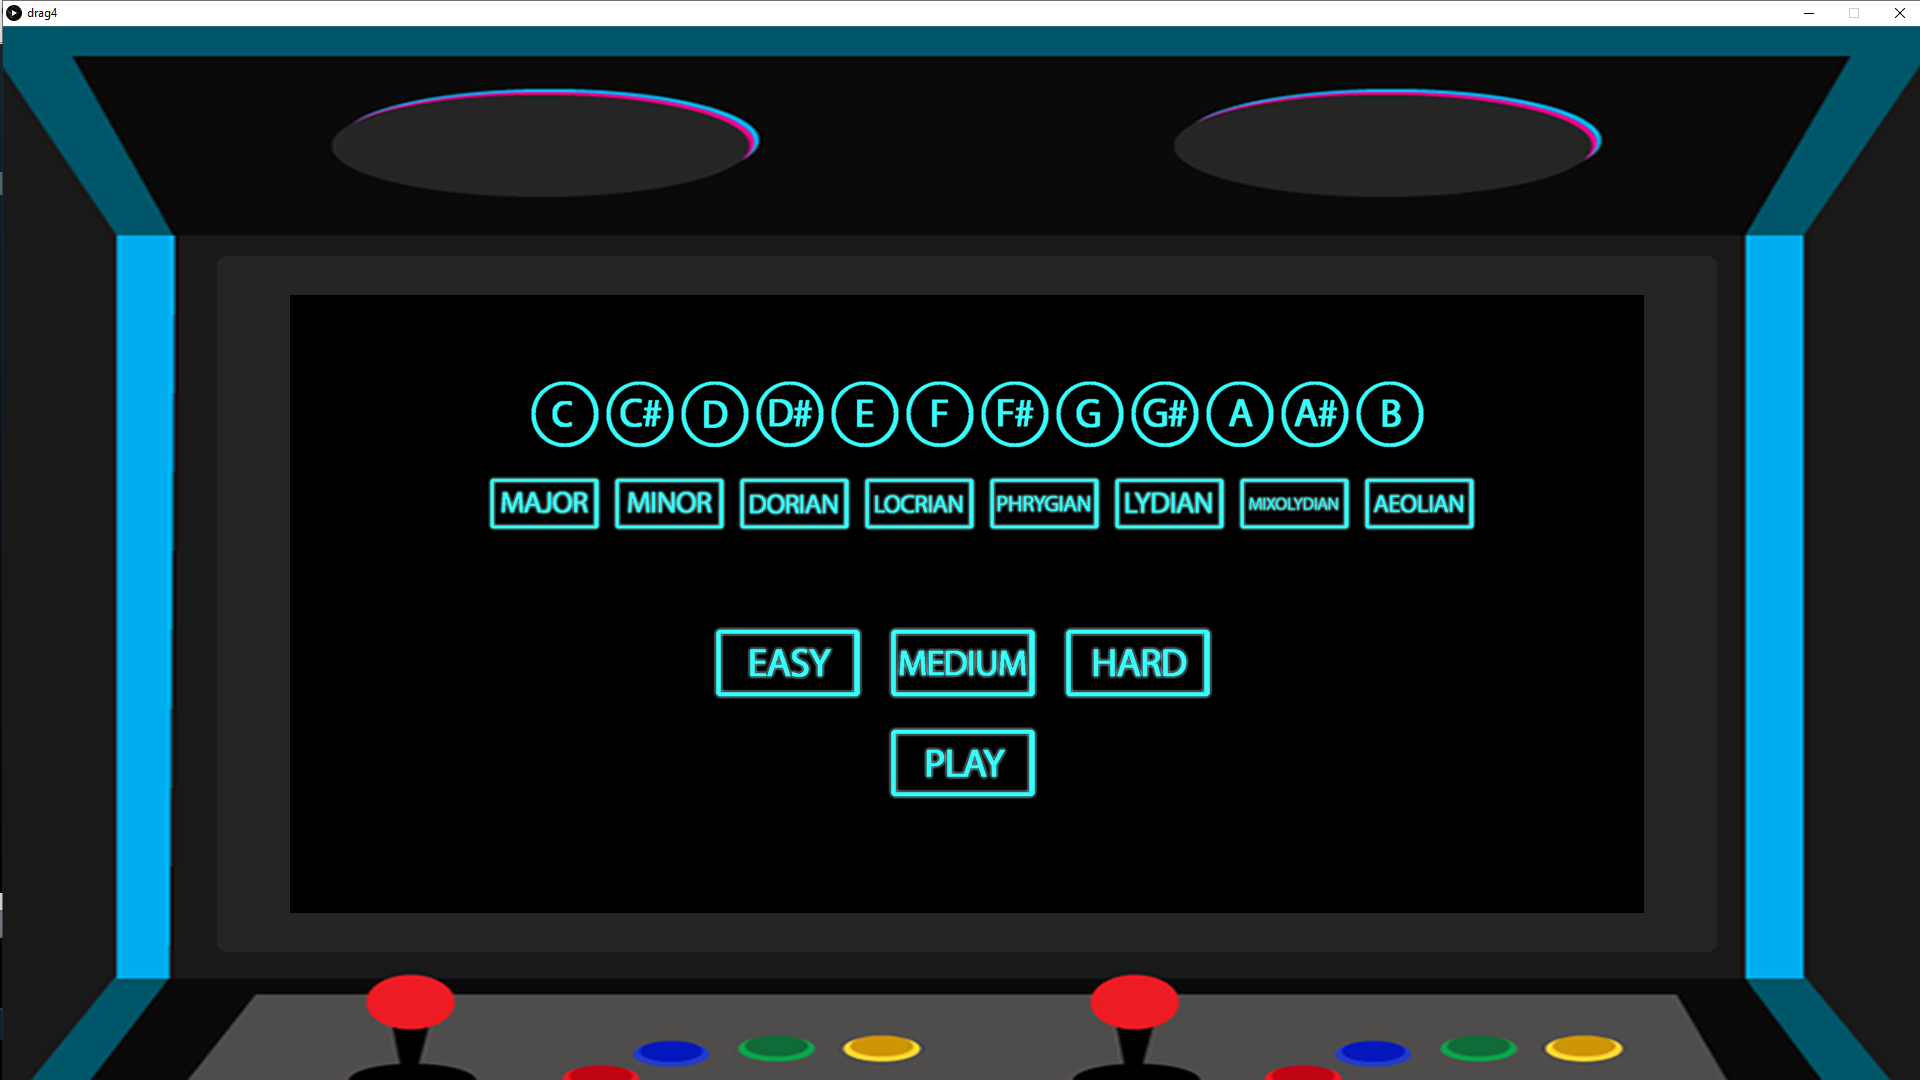 drag4
C C# D D# E F F# G G# A A# B
MAJOR MINOR DORIAN LOCRIAN PHRYGIAN LYDIAN MIXOLYDIAN AEOLIAN
EASY MEDIUM HARD
PLAY